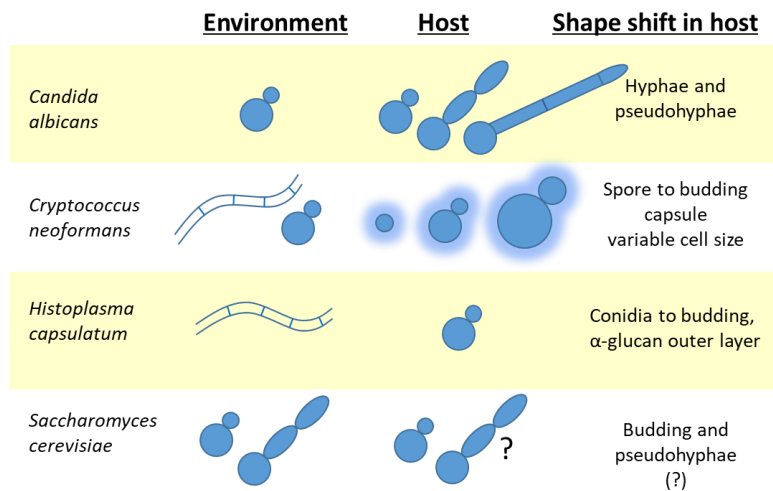 Environment
Host
Shape shift in host
Candida
albicans
Hyphae and
pseudohyphae
Cryptococcus
neoformans
Spore to budding
capsule
variable cell size
Histoplasma
capsulatum
Conidia to budding,
α-glucan outer layer
Saccharomyces
cerevisiae
?
Budding and
pseudohyphae
(?)